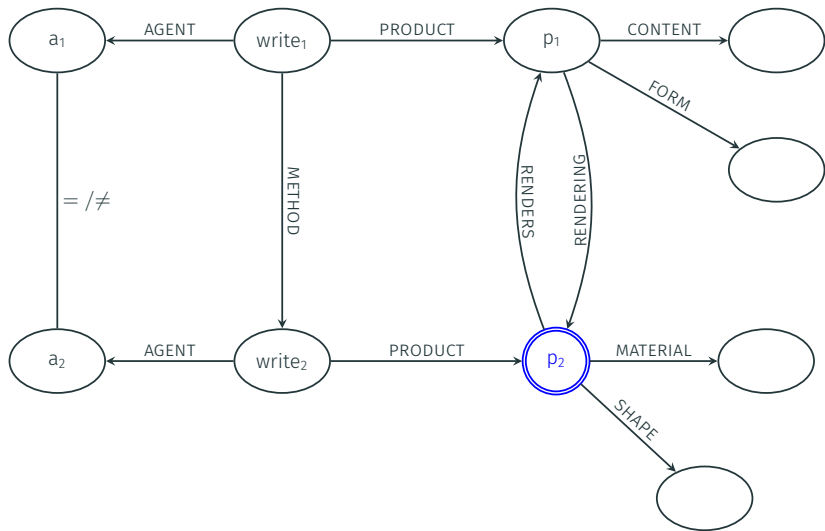 a₁ AGENT write₁ PRODUCT p₁ CONTENT
FORM
= /≠ METHOD RENDERS RENDERING
a₂ AGENT write₂ PRODUCT p₂ MATERIAL
SHAPE